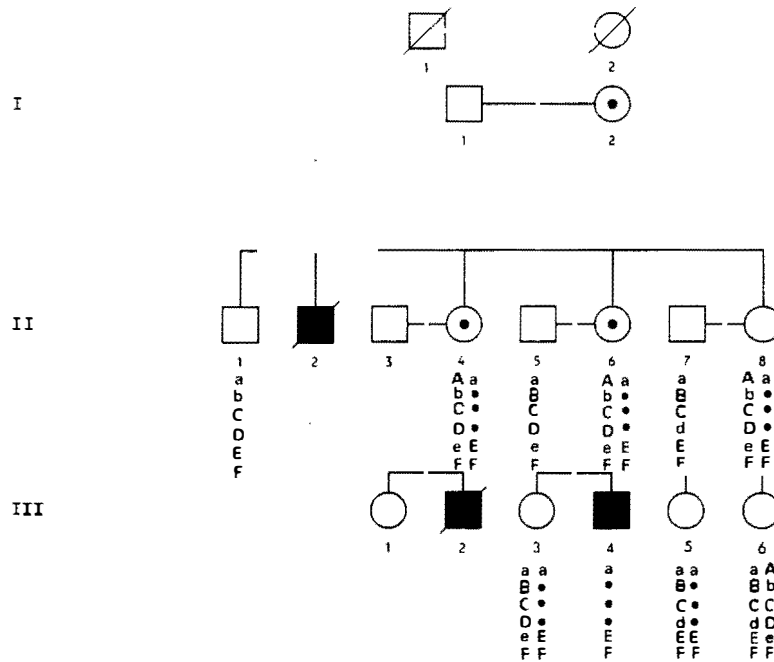 1 2
I
1 2
II
1 2 3 4 5 6 7 8
a A a a A a a A a
b b • B b • B b •
C C • C C • C C •
D D • D D • d D •
E e E e e E E e E
F F F F F F F F F
III
1 2 3 4 5 6
a a a a a a A
B • • B • B b
C • • C • C C
D • • d • d D
e E E E E E e
F F F F F F F